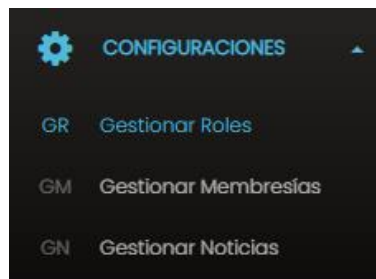 CONFIGURACIONES
GR Gestionar Roles
GM Gestionar Membresías
GN Gestionar Noticias